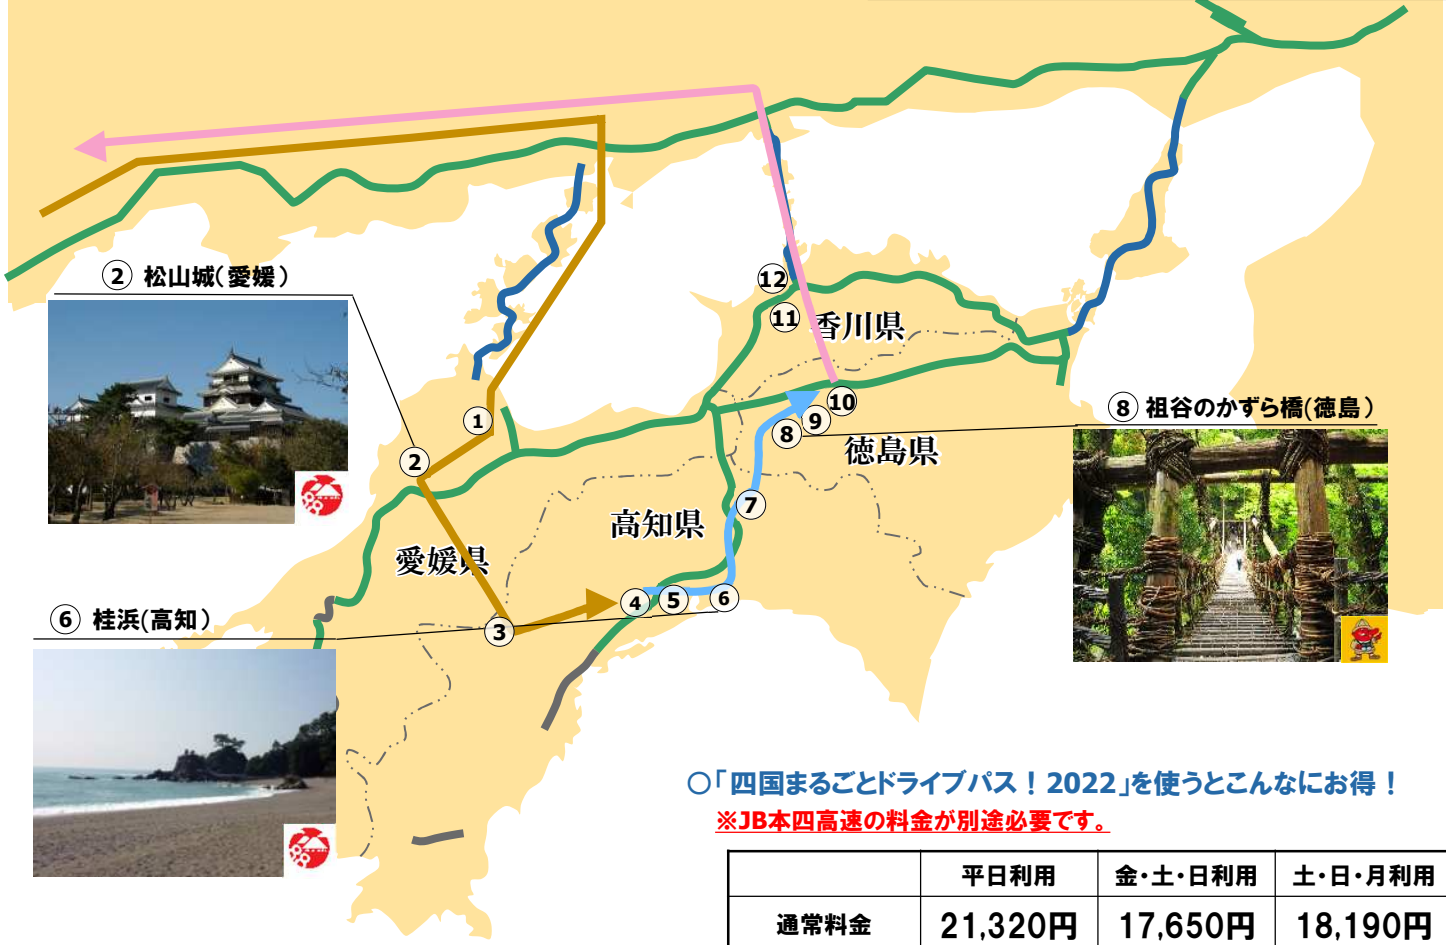 ② 松山城(愛媛)
⑫
⑪
香川県
①
②
⑩
⑨
⑧
⑧ 祖谷のかずら橋(徳島)
徳島県
⑦
高知県
愛媛県
④
⑤
⑥
③
⑥ 桂浜(高知)
○「四国まるごとドライブパス!2022」を使うとこんなにお得!
※JB本四高速の料金が別途必要です。
平日利用 金・土・日利用 土・日・月利用
通常料金 21,320円 17,650円 18,190円